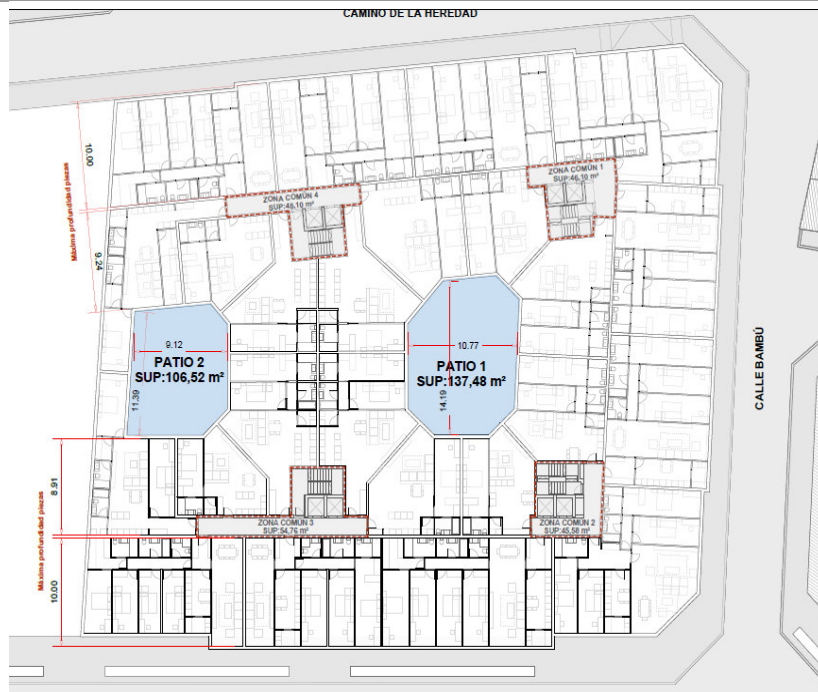 CAMINO DE LA HEREDAD
ZONA COMÚN 1
SUP:46,10 m²
10.00
Máxima profundidad piezas
ZONA COMÚN 4
SUP:48,10 m²
9.24
9.12
PATIO 2
SUP:106,52 m²
11.39
10.77
PATIO 1
SUP:137,48 m²
14.19
CALLE BAMBÚ
8.91
Máxima profundidad piezas
ZONA COMÚN 3
SUP:54,76 m²
ZONA COMÚN 2
SUP:45,58 m²
10.00